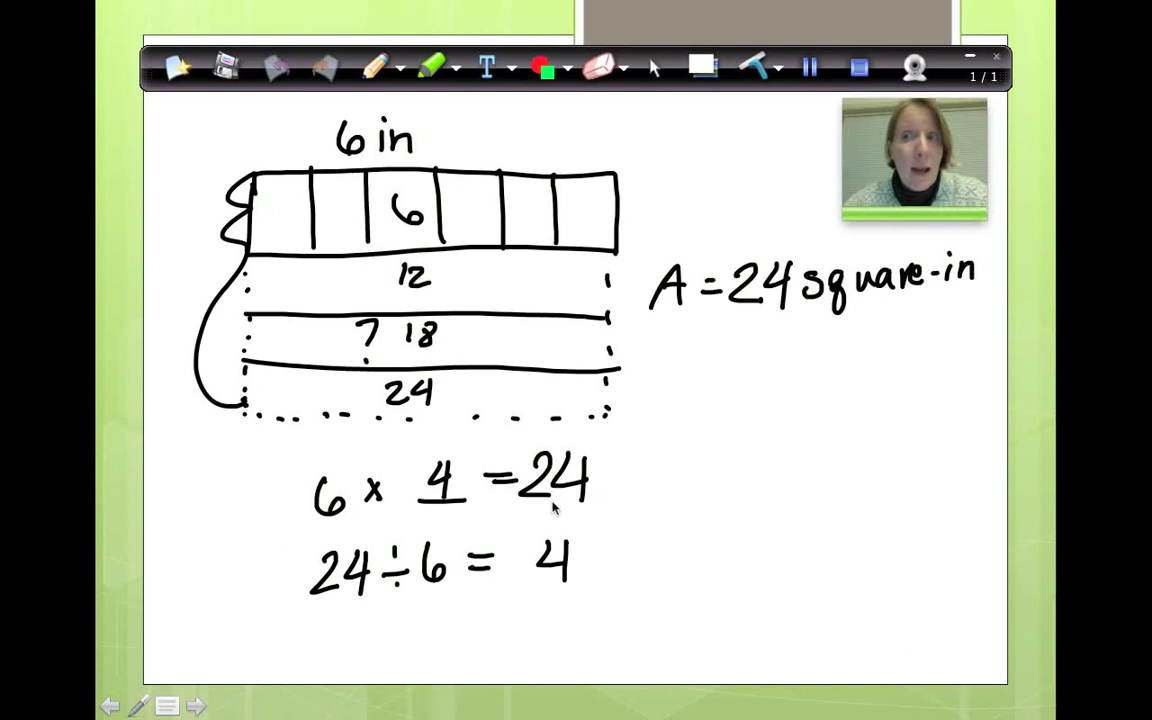 1 / 1
6 in
6
12
? 18
24
A = 24 square-in
6 × 4 = 24
24 ÷ 6 = 4